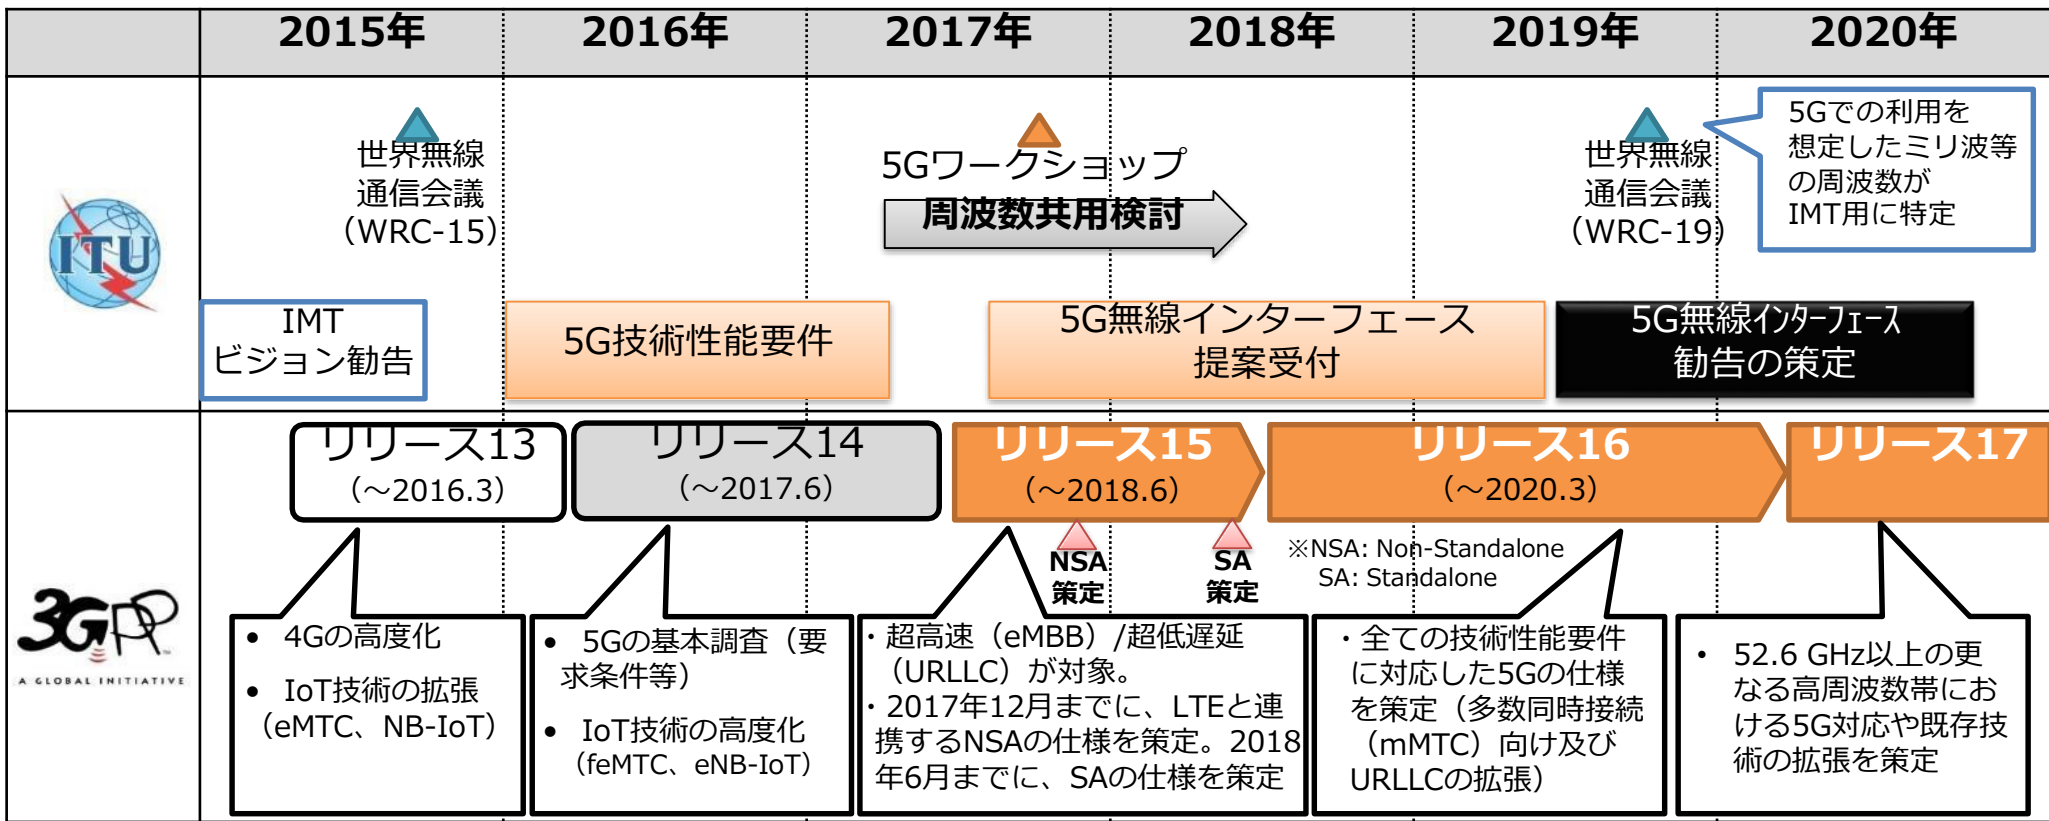 2015年
2016年
2017年
2018年
2019年
2020年
ITU
世界無線
通信会議
（WRC-15）
5Gワークショップ
周波数共用検討
世界無線
通信会議
（WRC-19）
5Gでの利用を
想定したミリ波等
の周波数が
IMT用に特定
IMT
ビジョン勧告
5G技術性能要件
5G無線インターフェース
提案受付
5G無線ｲﾝﾀｰﾌｪｰｽ
勧告の策定
3GPP
A GLOBAL INITIATIVE
リリース13
（～2016.3）
リリース14
（～2017.6）
リリース15
（～2018.6）
リリース16
（～2020.3）
リリース17
NSA
策定
SA
策定
※NSA: Non-Standalone
SA: Standalone
• 4Gの高度化
• IoT技術の拡張
（eMTC、NB-IoT）
• 5Gの基本調査（要
求条件等）
• IoT技術の高度化
（feMTC、eNB-IoT）
・超高速（eMBB）/超低遅延
（URLLC）が対象。
・2017年12月までに、LTEと連
携するNSAの仕様を策定。2018
年6月までに、SAの仕様を策定
・全ての技術性能要件
に対応した5Gの仕様
を策定（多数同時接続
（mMTC）向け及び
URLLCの拡張）
• 52.6 GHz以上の更
なる高周波数帯にお
ける5G対応や既存技
術の拡張を策定